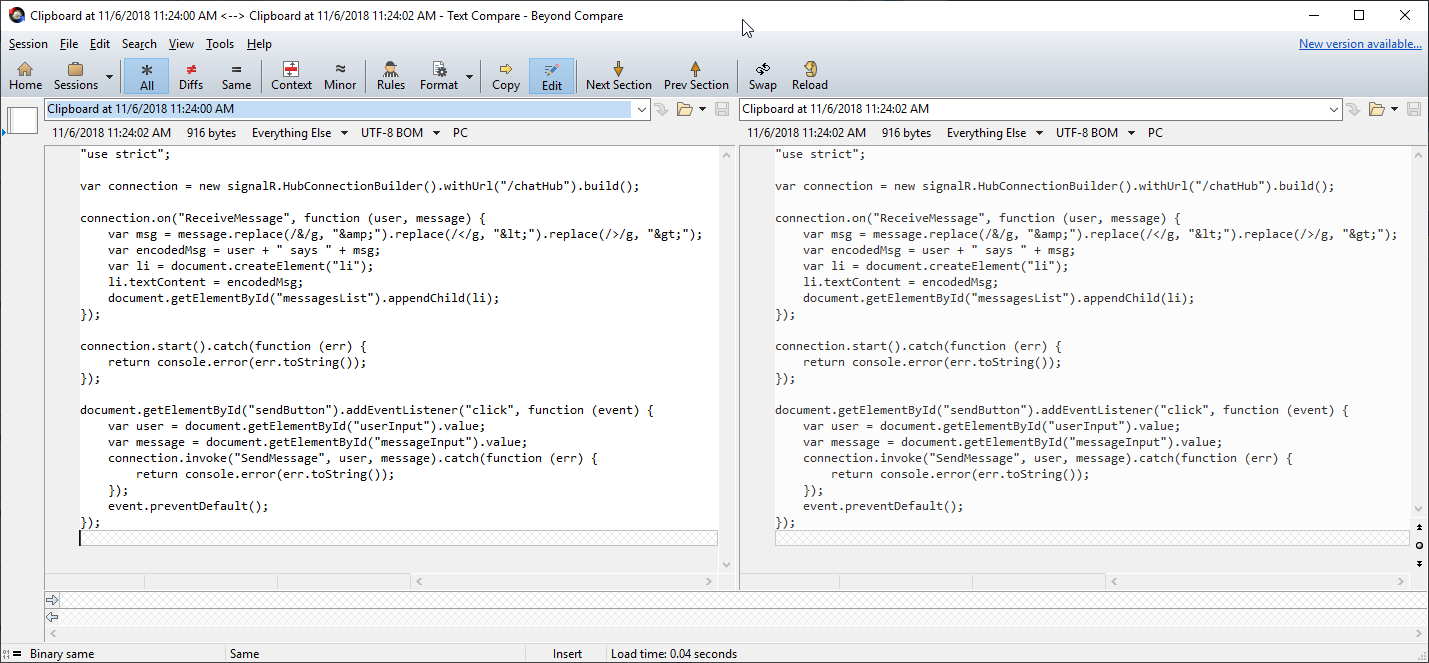 Clipboard at 11/6/2018 11:24:00 AM <--> Clipboard at 11/6/2018 11:24:02 AM - Text Compare - Beyond Compare
Session File Edit Search View Tools Help New version available...
Home Sessions All Diffs Same Context Minor Rules Format Copy Edit Next Section Prev Section Swap Reload
Clipboard at 11/6/2018 11:24:00 AM
11/6/2018 11:24:02 AM 916 bytes Everything Else UTF-8 BOM PC
"use strict";

var connection = new signalR.HubConnectionBuilder().withUrl("/chatHub").build();

connection.on("ReceiveMessage", function (user, message) {
    var msg = message.replace(/&/g, "&amp;").replace(/</g, "&lt;").replace(/>/g, "&gt;");
    var encodedMsg = user + " says " + msg;
    var li = document.createElement("li");
    li.textContent = encodedMsg;
    document.getElementById("messagesList").appendChild(li);
});

connection.start().catch(function (err) {
    return console.error(err.toString());
});

document.getElementById("sendButton").addEventListener("click", function (event) {
    var user = document.getElementById("userInput").value;
    var message = document.getElementById("messageInput").value;
    connection.invoke("SendMessage", user, message).catch(function (err) {
        return console.error(err.toString());
    });
    event.preventDefault();
});
Clipboard at 11/6/2018 11:24:02 AM
11/6/2018 11:24:02 AM 916 bytes Everything Else UTF-8 BOM PC
"use strict";

var connection = new signalR.HubConnectionBuilder().withUrl("/chatHub").build();

connection.on("ReceiveMessage", function (user, message) {
    var msg = message.replace(/&/g, "&amp;").replace(/</g, "&lt;").replace(/>/g, "&gt;");
    var encodedMsg = user + " says " + msg;
    var li = document.createElement("li");
    li.textContent = encodedMsg;
    document.getElementById("messagesList").appendChild(li);
});

connection.start().catch(function (err) {
    return console.error(err.toString());
});

document.getElementById("sendButton").addEventListener("click", function (event) {
    var user = document.getElementById("userInput").value;
    var message = document.getElementById("messageInput").value;
    connection.invoke("SendMessage", user, message).catch(function (err) {
        return console.error(err.toString());
    });
    event.preventDefault();
});
Binary same Same Insert Load time: 0.04 seconds